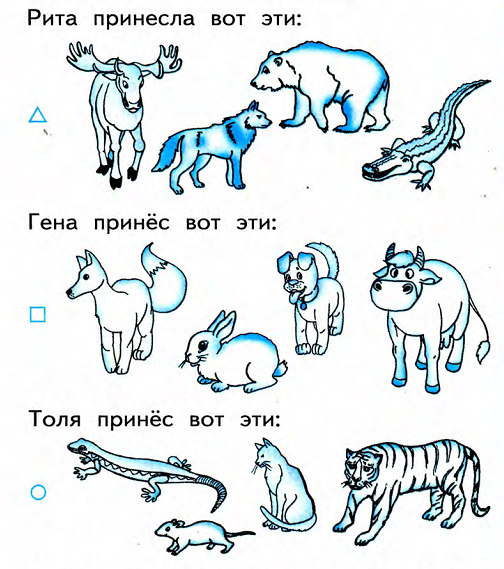 Рита принесла вот эти:
Гена принёс вот эти:
Толя принёс вот эти: